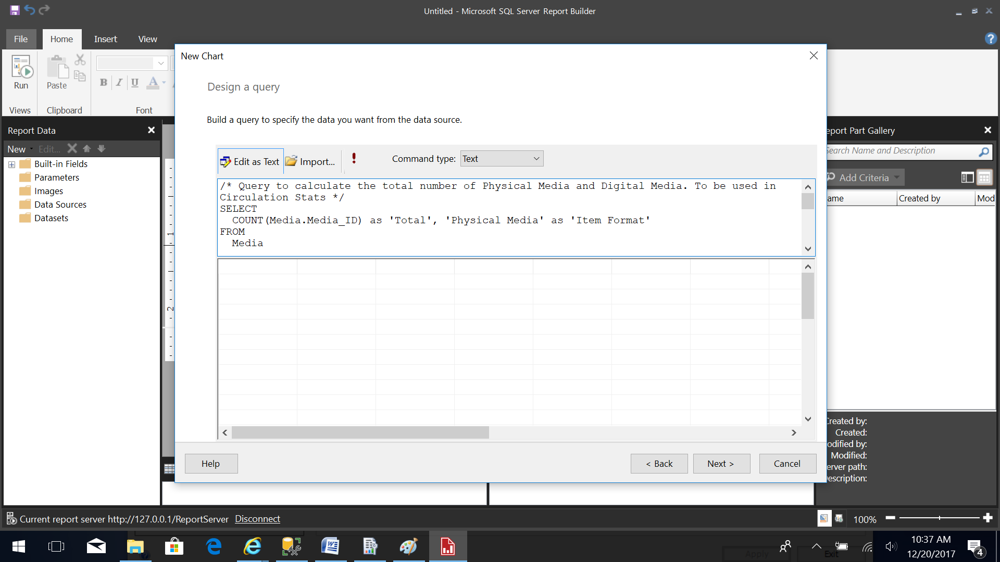 Untitled - Microsoft SQL Server Report Builder
File Home Insert View
Run
Paste
B I U A
Views
Clipboard
Font
New Chart
Design a query
Build a query to specify the data you want from the data source.
Edit as Text
Import...
Command type:
Text
/* Query to calculate the total number of Physical Media and Digital Media. To be used in
Circulation Stats */
SELECT
COUNT(Media.Media_ID) as 'Total', 'Physical Media' as 'Item Format'
FROM
Media
Help
< Back
Next >
Cancel
Report Data
New Edit...
Built-in Fields
Parameters
Images
Data Sources
Datasets
1
2
eport Part Gallery
Search Name and Description
Add Criteria
ame
Created by
Mod
Created by:
Created:
odified by:
Modified:
erver path:
escription:
Current report server http://127.0.0.1/ReportServer Disconnect
100%
Apply
Exit
10:37 AM
12/20/2017
4